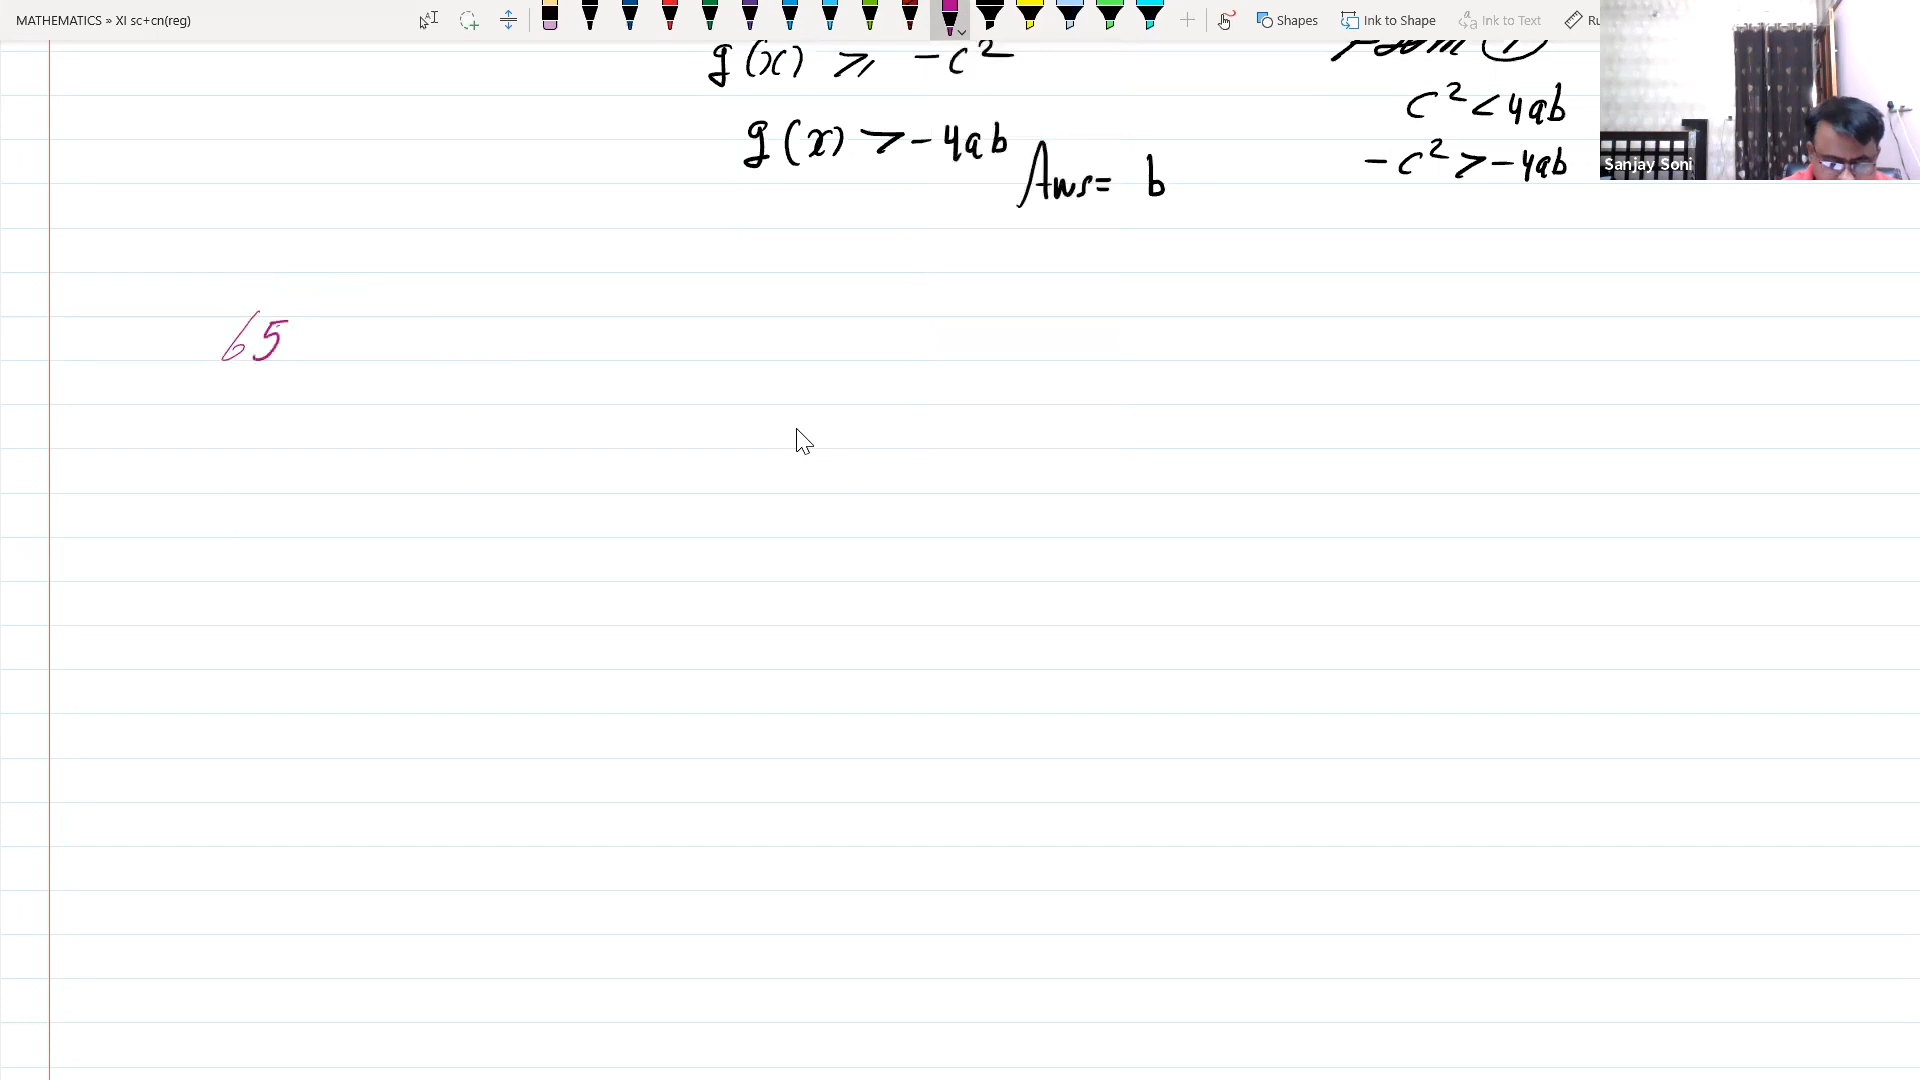 MATHEMATICS » XI sc+cn(reg)
Shapes
Ink to Shape
Ink to Text
Ru
g(x) ⩾ -c²
c² < 4ab
g(x) > -4ab
-c² > -4ab
Ans= b
Sanjay Soni
65